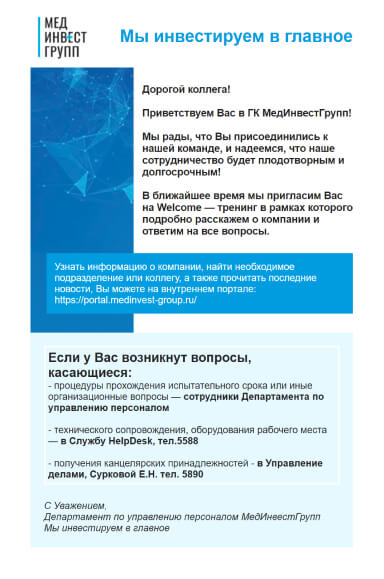 МЕД
ИНВЕСТ
ГРУПП
Мы инвестируем в главное
Дорогой коллега!
Приветствуем Вас в ГК МедИнвестГрупп!
Мы рады, что Вы присоединились к
нашей команде, и надеемся, что наше
сотрудничество будет плодотворным и
долгосрочным!
В ближайшее время мы пригласим Вас
на Welcome — тренинг в рамках которого
подробно расскажем о компании и
ответим на все вопросы.
Узнать информацию о компании, найти необходимое
подразделение или коллегу, а также прочитать последние
новости, Вы можете на внутреннем портале:
https://portal.medinvest-group.ru/
Если у Вас возникнут вопросы,
касающиеся:
- процедуры прохождения испытательного срока или иные
организационные вопросы — сотрудники Департамента по
управлению персоналом
- технического сопровождения, оборудования рабочего места
— в Службу HelpDesk, тел.5588
- получения канцелярских принадлежностей - в Управление
делами, Сурковой Е.Н. тел. 5890
С Уважением,
Департамент по управлению персоналом МедИнвестГрупп
Мы инвестируем в главное